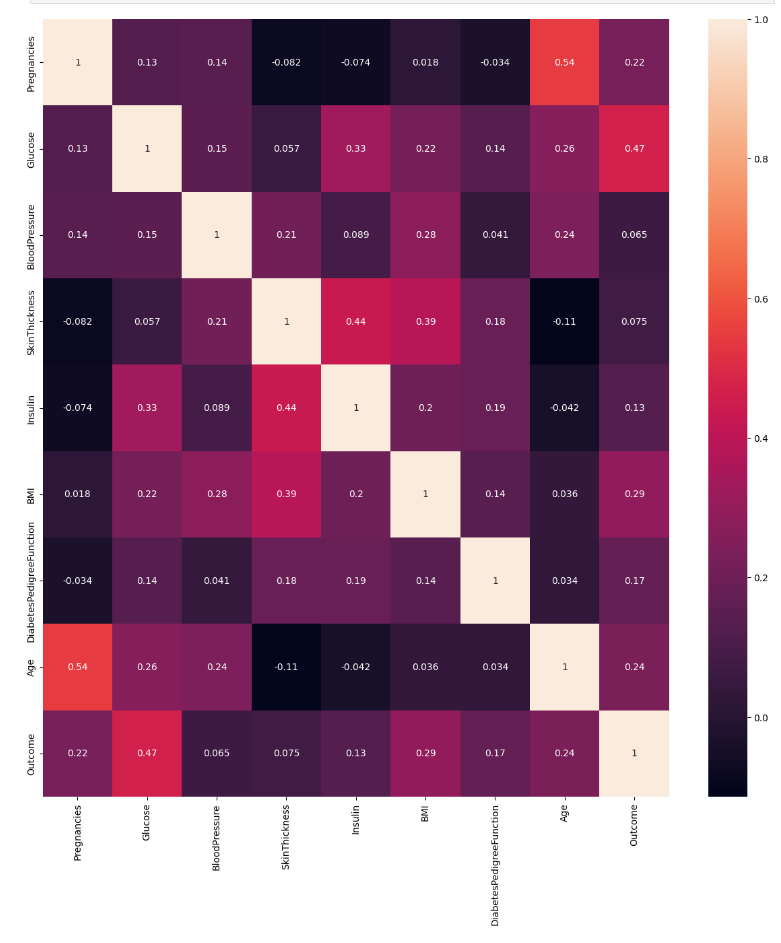 Pregnancies 1 0.13 0.14 -0.082 -0.074 0.018 -0.034 0.54 0.22
Glucose 0.13 1 0.15 0.057 0.33 0.22 0.14 0.26 0.47
BloodPressure 0.14 0.15 1 0.21 0.089 0.28 0.041 0.24 0.065
SkinThickness -0.082 0.057 0.21 1 0.44 0.39 0.18 -0.11 0.075
Insulin -0.074 0.33 0.089 0.44 1 0.2 0.19 -0.042 0.13
BMI 0.018 0.22 0.28 0.39 0.2 1 0.14 0.036 0.29
DiabetesPedigreeFunction -0.034 0.14 0.041 0.18 0.19 0.14 1 0.034 0.17
Age 0.54 0.26 0.24 -0.11 -0.042 0.036 0.034 1 0.24
Outcome 0.22 0.47 0.065 0.075 0.13 0.29 0.17 0.24 1
Pregnancies
Glucose
BloodPressure
SkinThickness
Insulin
BMI
DiabetesPedigreeFunction
Age
Outcome
1.0
0.8
0.6
0.4
0.2
0.0